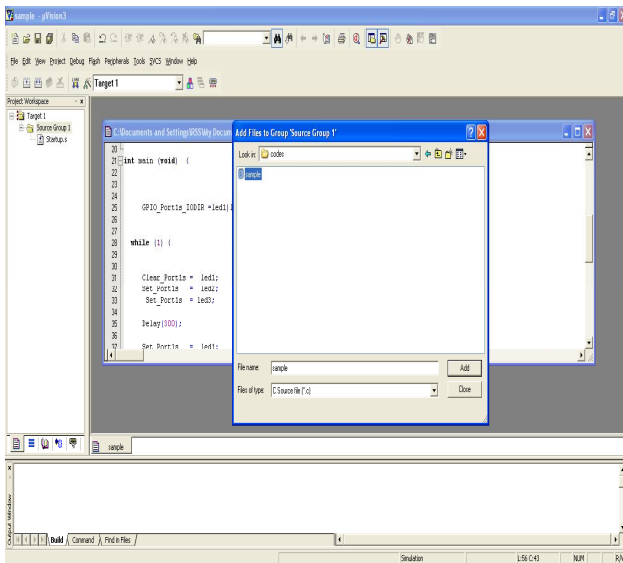 sample - µVision3
File Edit View Project Debug Flash Peripherals Tools SVCS Window Help
Target 1
Project Workspace
Target 1
Source Group 1
Startup.s
C:\Documents and Settings\RSS\My Docum
20
21 int main (void) {
22
23
24
25 GPIO_Port1s_IODIR =led1|l
26
27
28 while (1) {
29
30
31 Clear_Port1s = led1;
32 Set_Port1s = led2;
33 Set_Port1s = led3;
34
35 Delay(300);
36
37 Set_Port1s = led1;
Add Files to Group 'Source Group 1'
Look in: codes
sample
File name: sample
Add
Files of type: C Source file (*.c)
Close
sample
Output Window
Build Command Find in Files
Simulation L:56 C:43 NUM R/